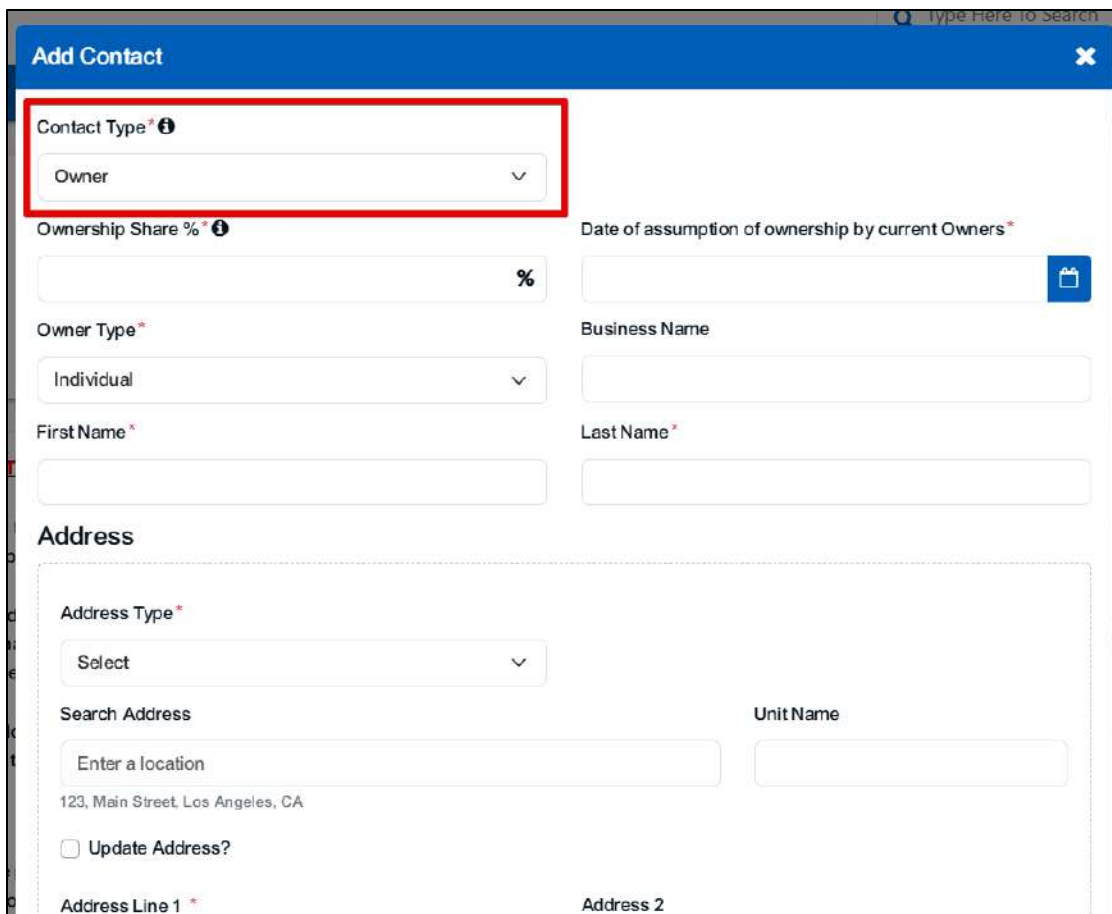 Type Here To Search
Add Contact
Contact Type*
Owner
Ownership Share %*
Date of assumption of ownership by current Owners*
%
Owner Type*
Business Name
Individual
First Name*
Last Name*
Address
Address Type*
Select
Search Address
Unit Name
Enter a location
123, Main Street, Los Angeles, CA
Update Address?
Address Line 1 *
Address 2